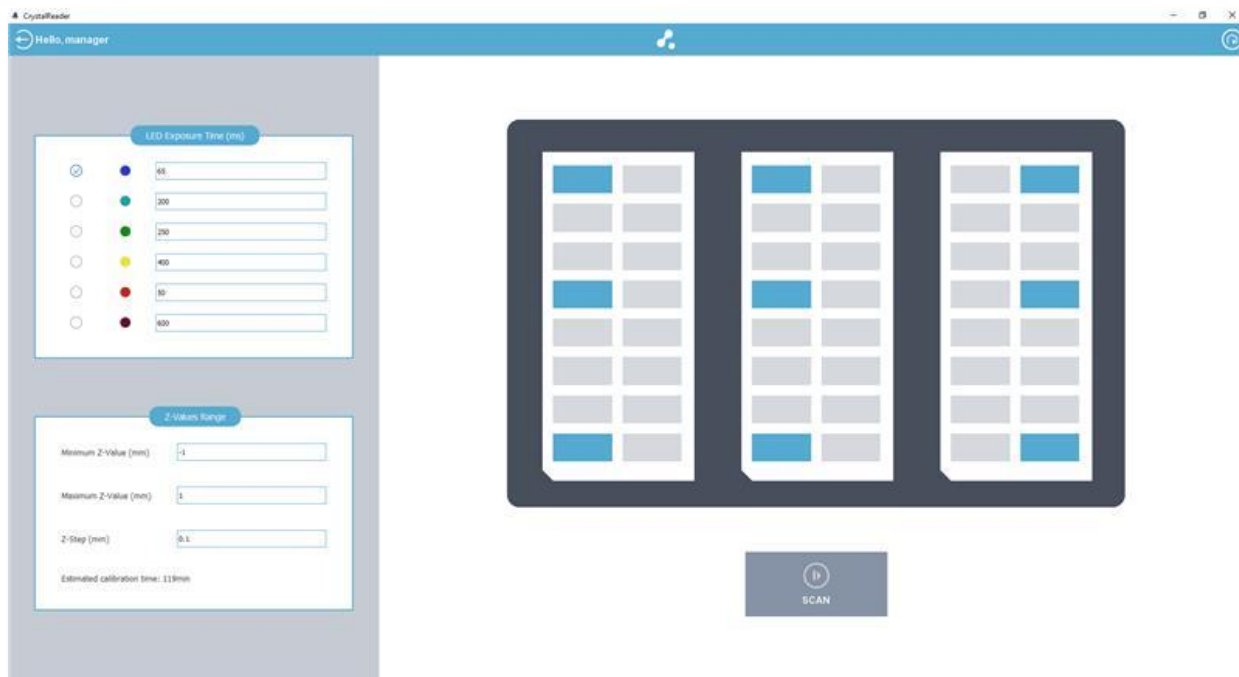 CrystalReader
Hello, manager
LED Exposure Time (ms)
65
200
250
400
50
600
Z-Values Range
Minimum Z-Value (mm)
-1
Maximum Z-Value (mm)
1
Z-Step (mm)
0.1
Estimated calibration time: 119min
SCAN